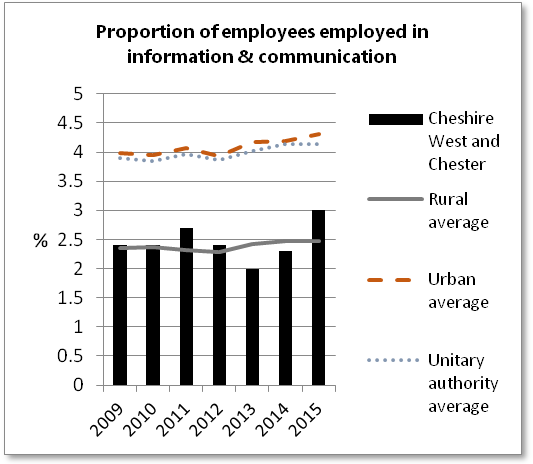 Proportion of employees employed in
information & communication
5
4.5
4
3.5
3
2.5
2
1.5
1
0.5
0
%
2009
2010
2011
2012
2013
2014
2015
Cheshire
West and
Chester
Rural
average
Urban
average
Unitary
authority
average